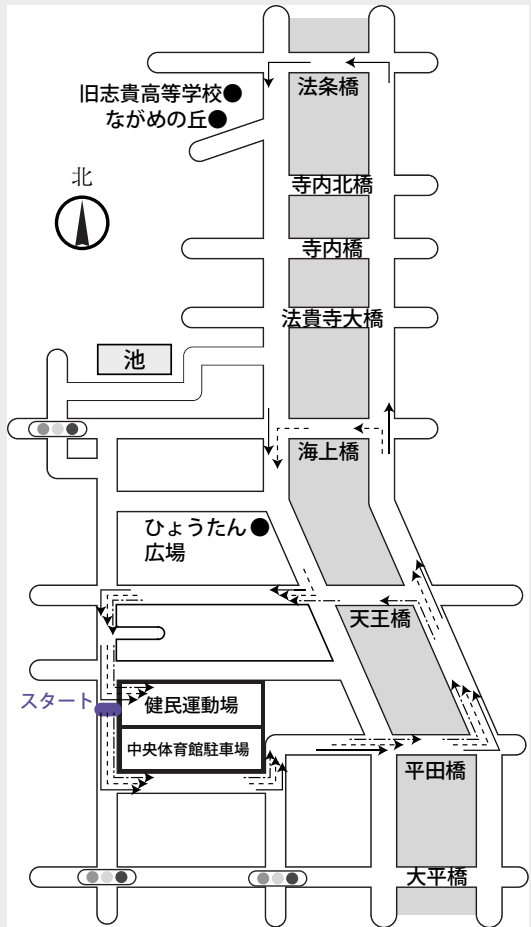 法条橋
旧志貴高等学校●
ながめの丘●
北
寺内北橋
寺内橋
法貴寺大橋
池
海上橋
ひょうたん●
広場
天王橋
スタート
健民運動場
中央体育館駐車場
平田橋
大平橋